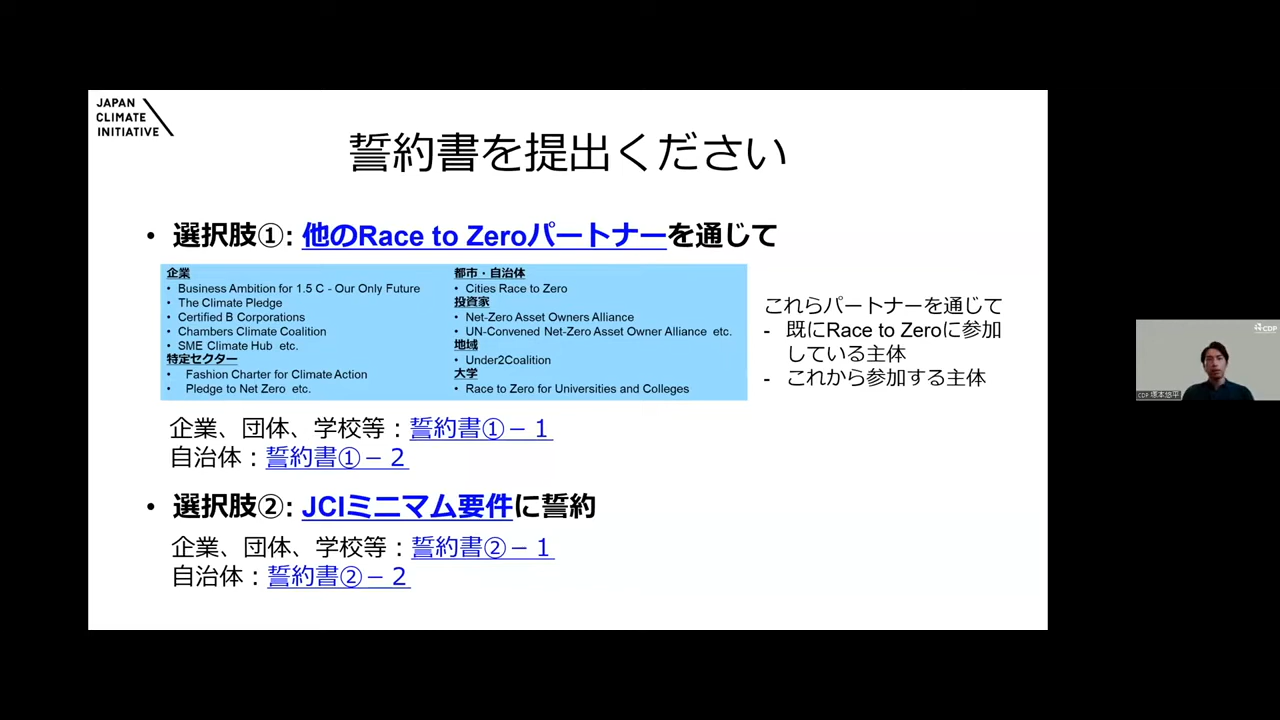 JAPAN
CLIMATE
INITIATIVE
誓約書を提出ください
• 選択肢①: 他のRace to Zeroパートナーを通じて
企業
• Business Ambition for 1.5 C - Our Only Future
• The Climate Pledge
• Certified B Corporations
• Chambers Climate Coalition
• SME Climate Hub etc.
特定セクター
• Fashion Charter for Climate Action
• Pledge to Net Zero etc.
都市・自治体
• Cities Race to Zero
投資家
• Net-Zero Asset Owners Alliance
• UN-Convened Net-Zero Asset Owner Alliance etc.
地域
• Under2Coalition
大学
• Race to Zero for Universities and Colleges
これらパートナーを通じて
- 既にRace to Zeroに参加
している主体
- これから参加する主体
企業、団体、学校等：誓約書①－１
自治体：誓約書①－２
• 選択肢②: JCIミニマム要件に誓約
企業、団体、学校等：誓約書②－１
自治体：誓約書②－２
CDP
CDP 塚本悠平